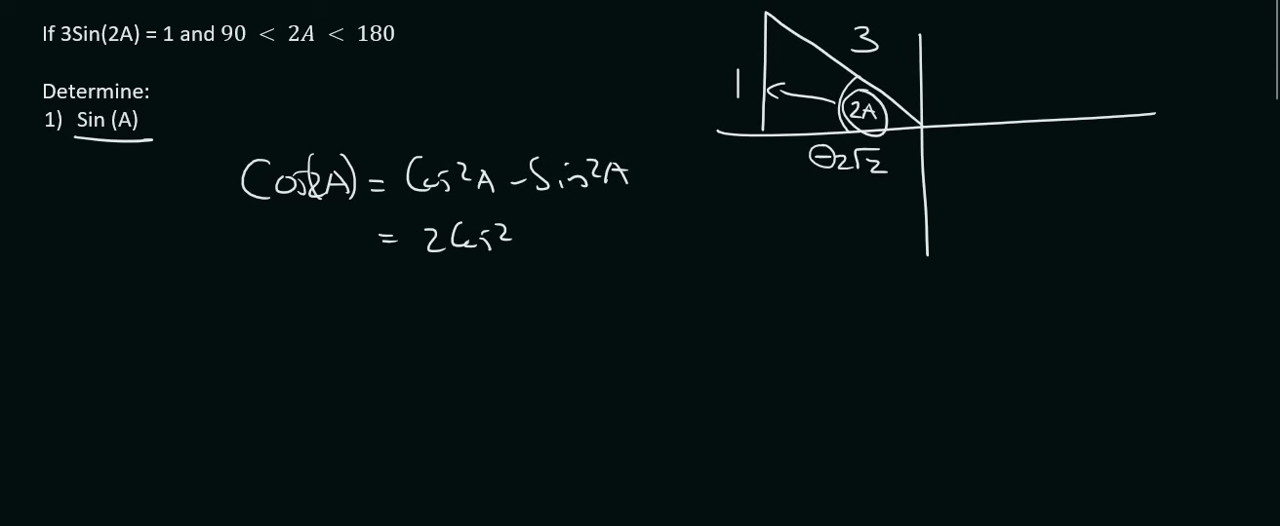 If 3Sin(2A) = 1 and 90 < 2A < 180
Determine:
1) Sin (A)
3
1
2A
-2√2
Cos(2A) = Cos²A - Sin²A
= 2Cos²